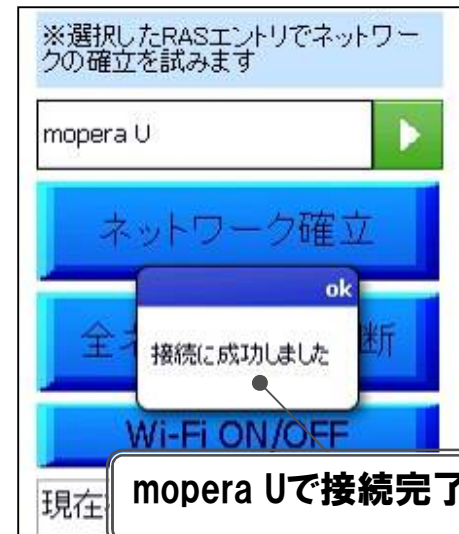 ※選択したRASエントリでネットワー
クの確立を試みます
mopera U
ネットワーク確立
ok
全ネ
断
接続に成功しました
Wi-Fi ON/OFF
mopera Uで接続完了
現在